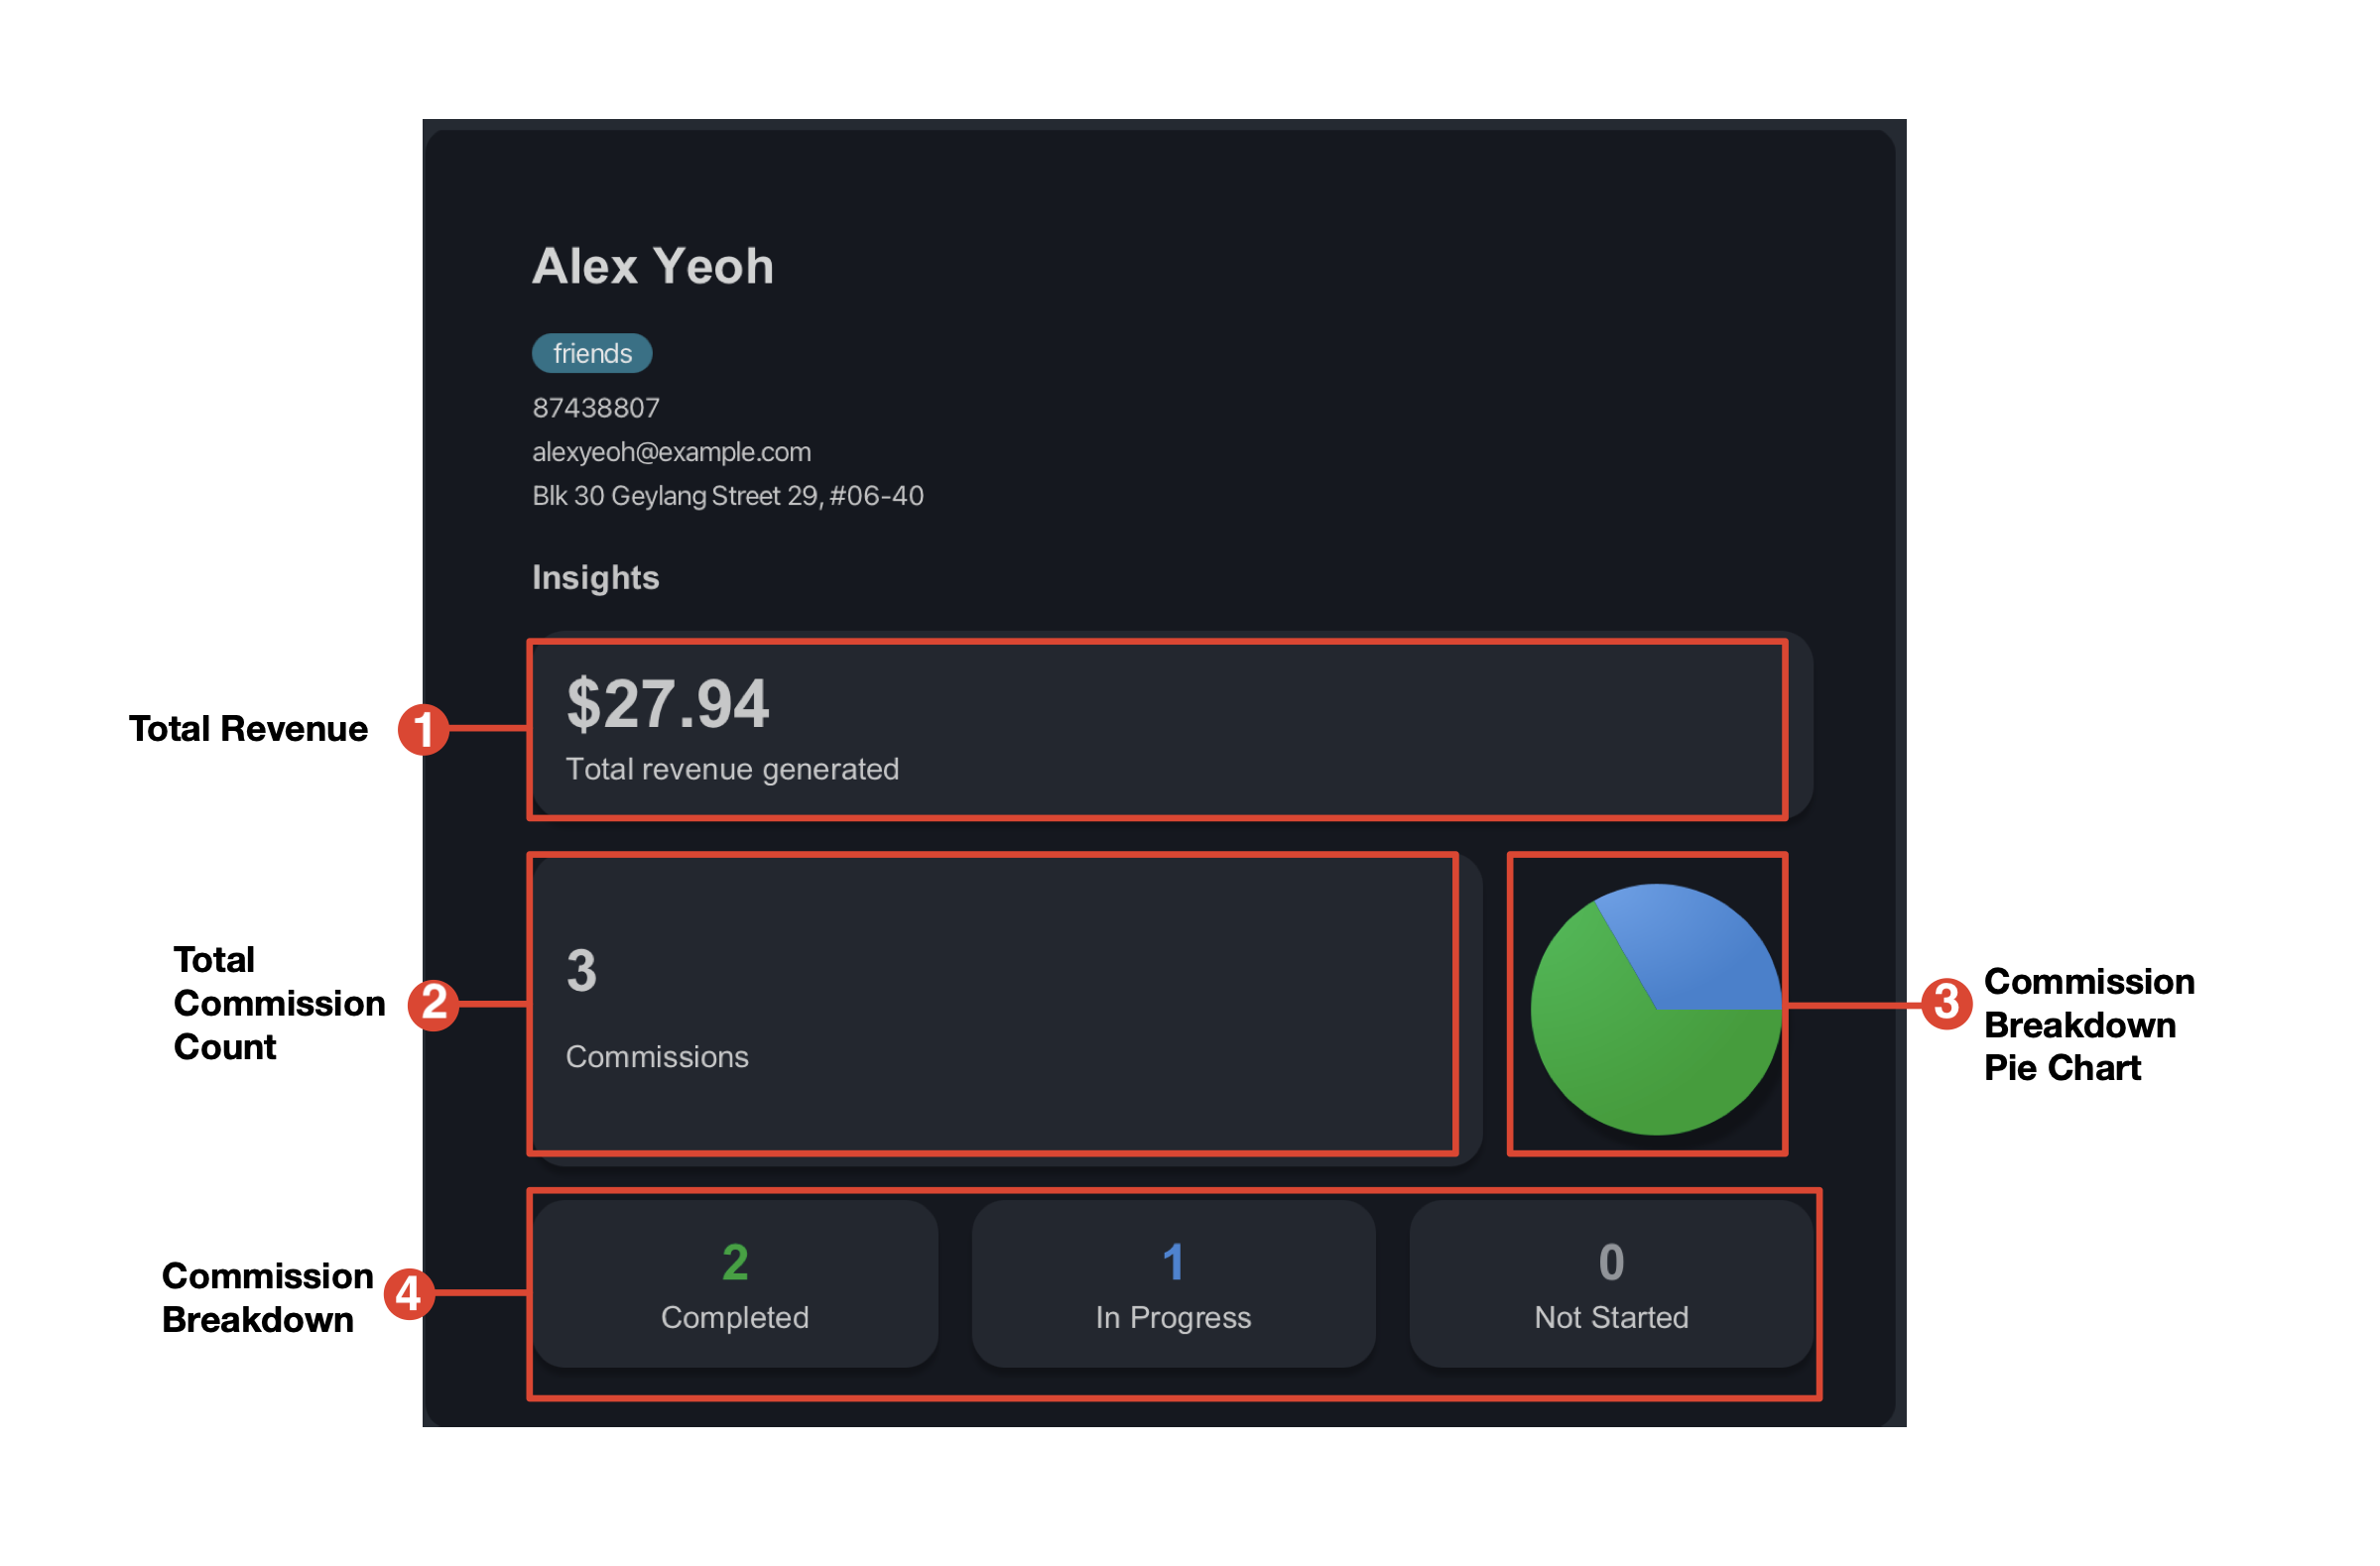 Alex Yeoh
friends
87438807
alexyeoh@example.com
Blk 30 Geylang Street 29, #06-40
Insights
Total Revenue
1
$27.94
Total revenue generated
Total
Commission
Count
2
3
Commissions
3
Commission
Breakdown
Pie Chart
Commission
Breakdown
4
2
Completed
1
In Progress
0
Not Started